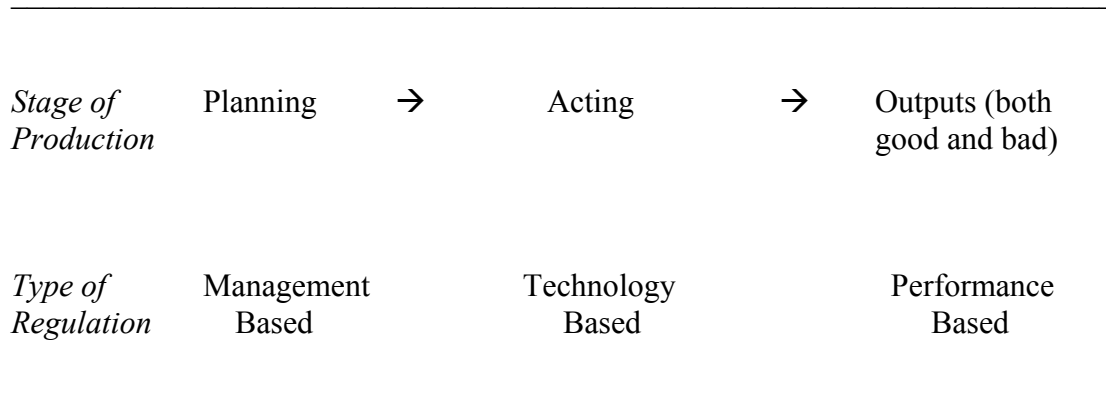 Stage of Planning → Acting → Outputs (both
Production good and bad)
Type of Management Technology Performance
Regulation Based Based Based